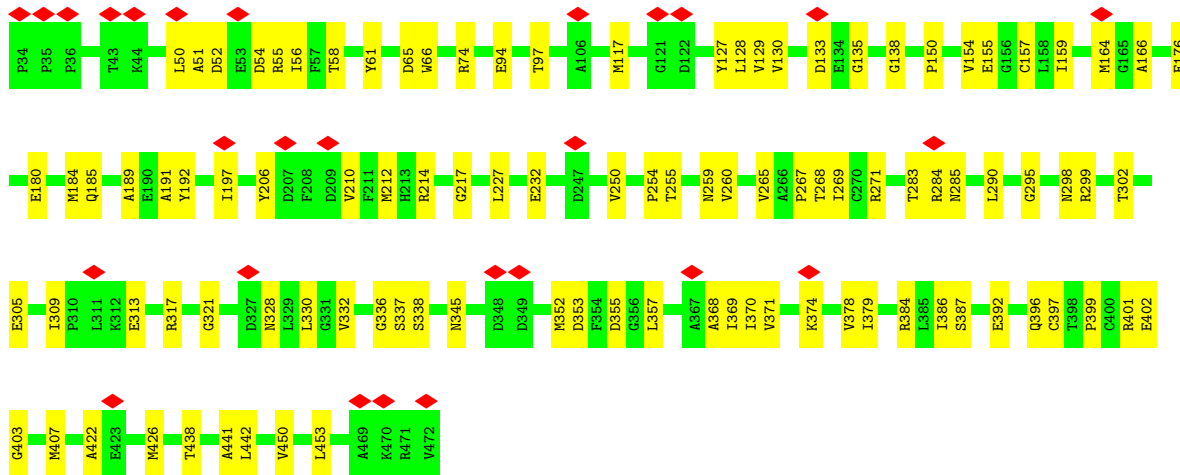 P34 P35 P36 T43 K44 L50 A51 D52 E53 D54 R55 I56 F57 T58 Y61 D65 W66 R74 E94 T97 A106 M117 G121 D122 Y127 L128 V129 V130 D133 E134 G135 G138 P150 V154 E155 G156 C157 L158 I159 M164 G165 A166
E180 M184 Q185 A189 E190 A191 Y192 I197 Y206 D207 F208 D209 V210 F211 M212 H213 R214 G217 L227 E232 D247 V250 P254 T255 N259 V260 V265 A266 P267 T268 I269 C270 R271 T283 R284 N285 L290 G295 N298 R299 T302
E305 I309 P310 L311 K312 E313 R317 G321 D327 N328 L329 L330 G331 V332 G336 S337 S338 N345 D348 D349 M352 D353 F354 D355 G356 L357 A367 A368 I369 I370 V371 K374 V378 I379 R384 L385 I386 S387 E392 Q396 C397 T398 P399 C400 R401 E402
G403 M407 A422 E423 M426 T438 A441 L442 V450 L453 A469 K470 R471 V472